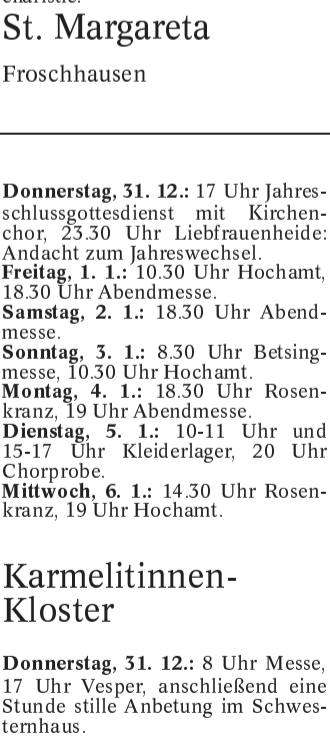 St. Margareta
Froschhausen
Donnerstag, 31. 12.: 17 Uhr Jahres-
schlussgottesdienst mit Kirchen-
chor, 23.30 Uhr Liebfrauenheide:
Andacht zum Jahreswechsel.
Freitag, 1. 1.: 10.30 Uhr Hochamt,
18.30 Uhr Abendmesse.
Samstag, 2. 1.: 18.30 Uhr Abend-
messe.
Sonntag, 3. 1.: 8.30 Uhr Betsing-
messe, 10.30 Uhr Hochamt.
Montag, 4. 1.: 18.30 Uhr Rosen-
kranz, 19 Uhr Abendmesse.
Dienstag, 5. 1.: 10-11 Uhr und
15-17 Uhr Kleiderlager, 20 Uhr
Chorprobe.
Mittwoch, 6. 1.: 14.30 Uhr Rosen-
kranz, 19 Uhr Hochamt.
Karmelitinnen-
Kloster
Donnerstag, 31. 12.: 8 Uhr Messe,
17 Uhr Vesper, anschließend eine
Stunde stille Anbetung im Schwes-
ternhaus.